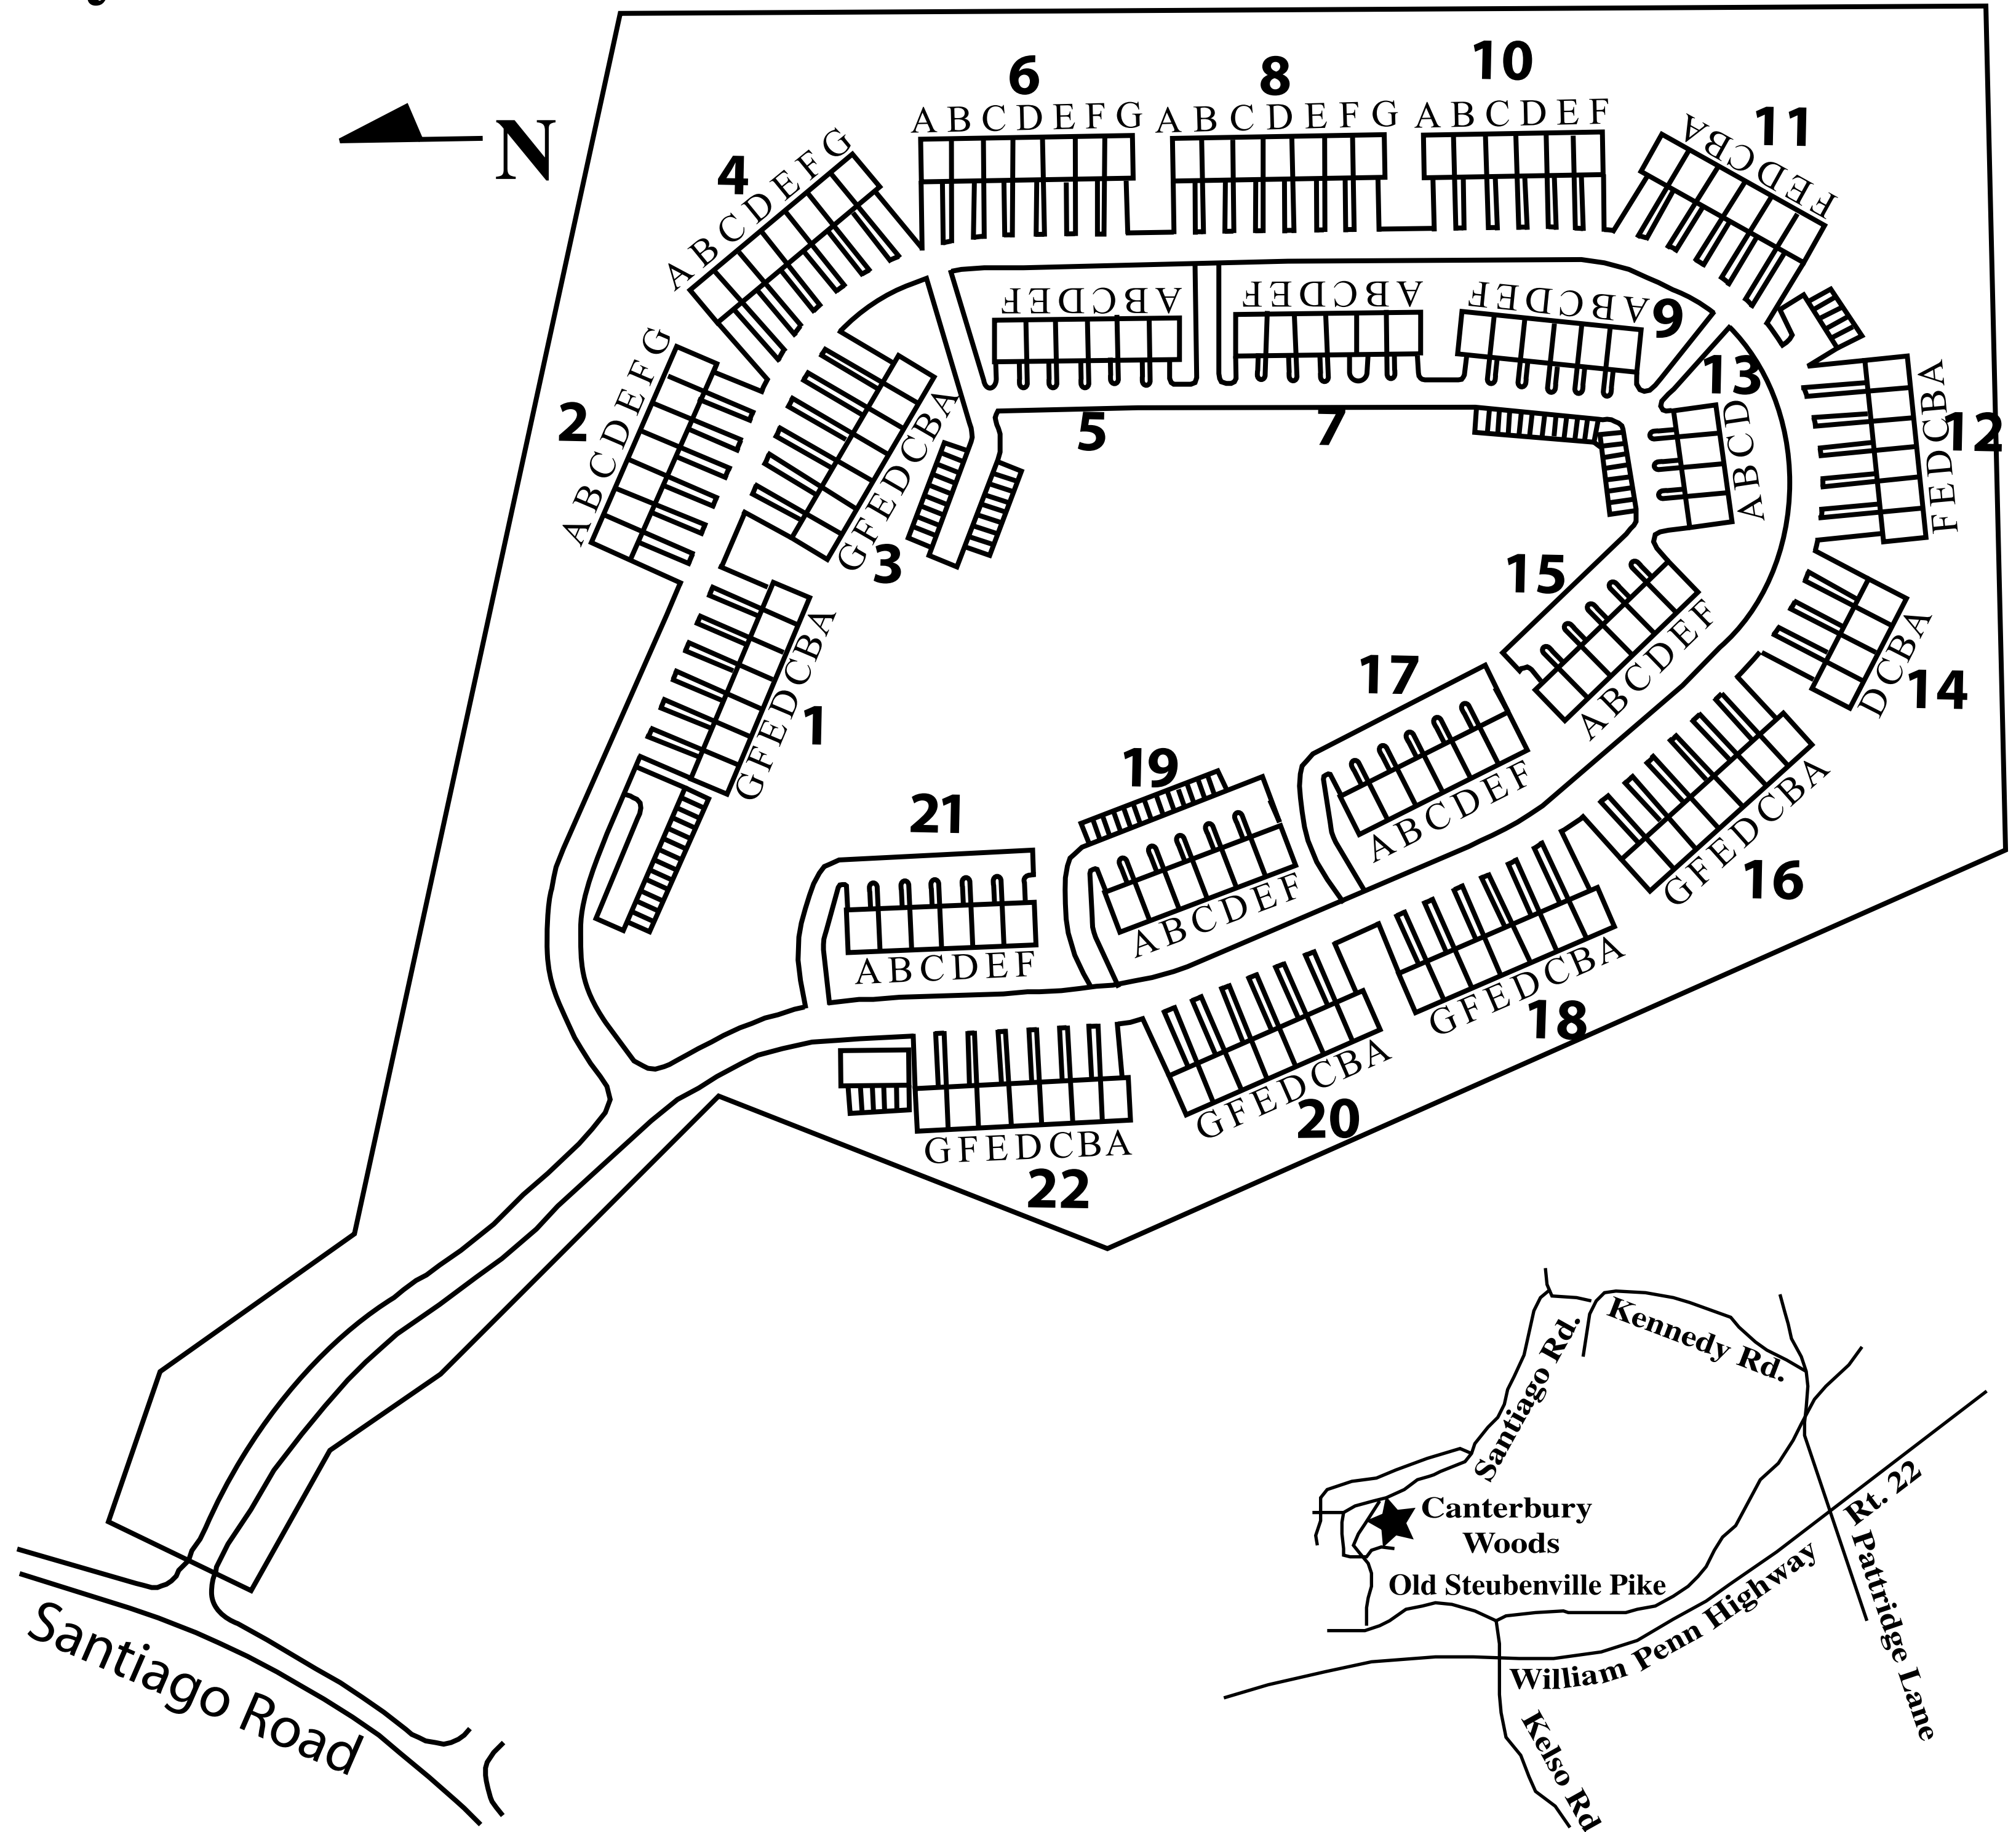 N
6
A B C D E F G
8
A B C D E F G
10
A B C D E F
11
A B C D E F
4
A B C D E F G
2
A B C D E F G
3
G F E D C B A
A B C D E F
5
A B C D E F
7
A B C D E F
9
13
A B C D
12
F E D C B A
1
G F E D C B A
15
A B C D E F
14
D C B A
17
A B C D E F
16
G F E D C B A
19
A B C D E F
18
G F E D C B A
21
A B C D E F
20
G F E D C B A
22
G F E D C B A
Santiago Road
Santiago Rd.
Kennedy Rd.
Canterbury
Woods
Old Steubenville Pike
Rt. 22
William Penn Highway
Pattridge Lane
Kelso Rd